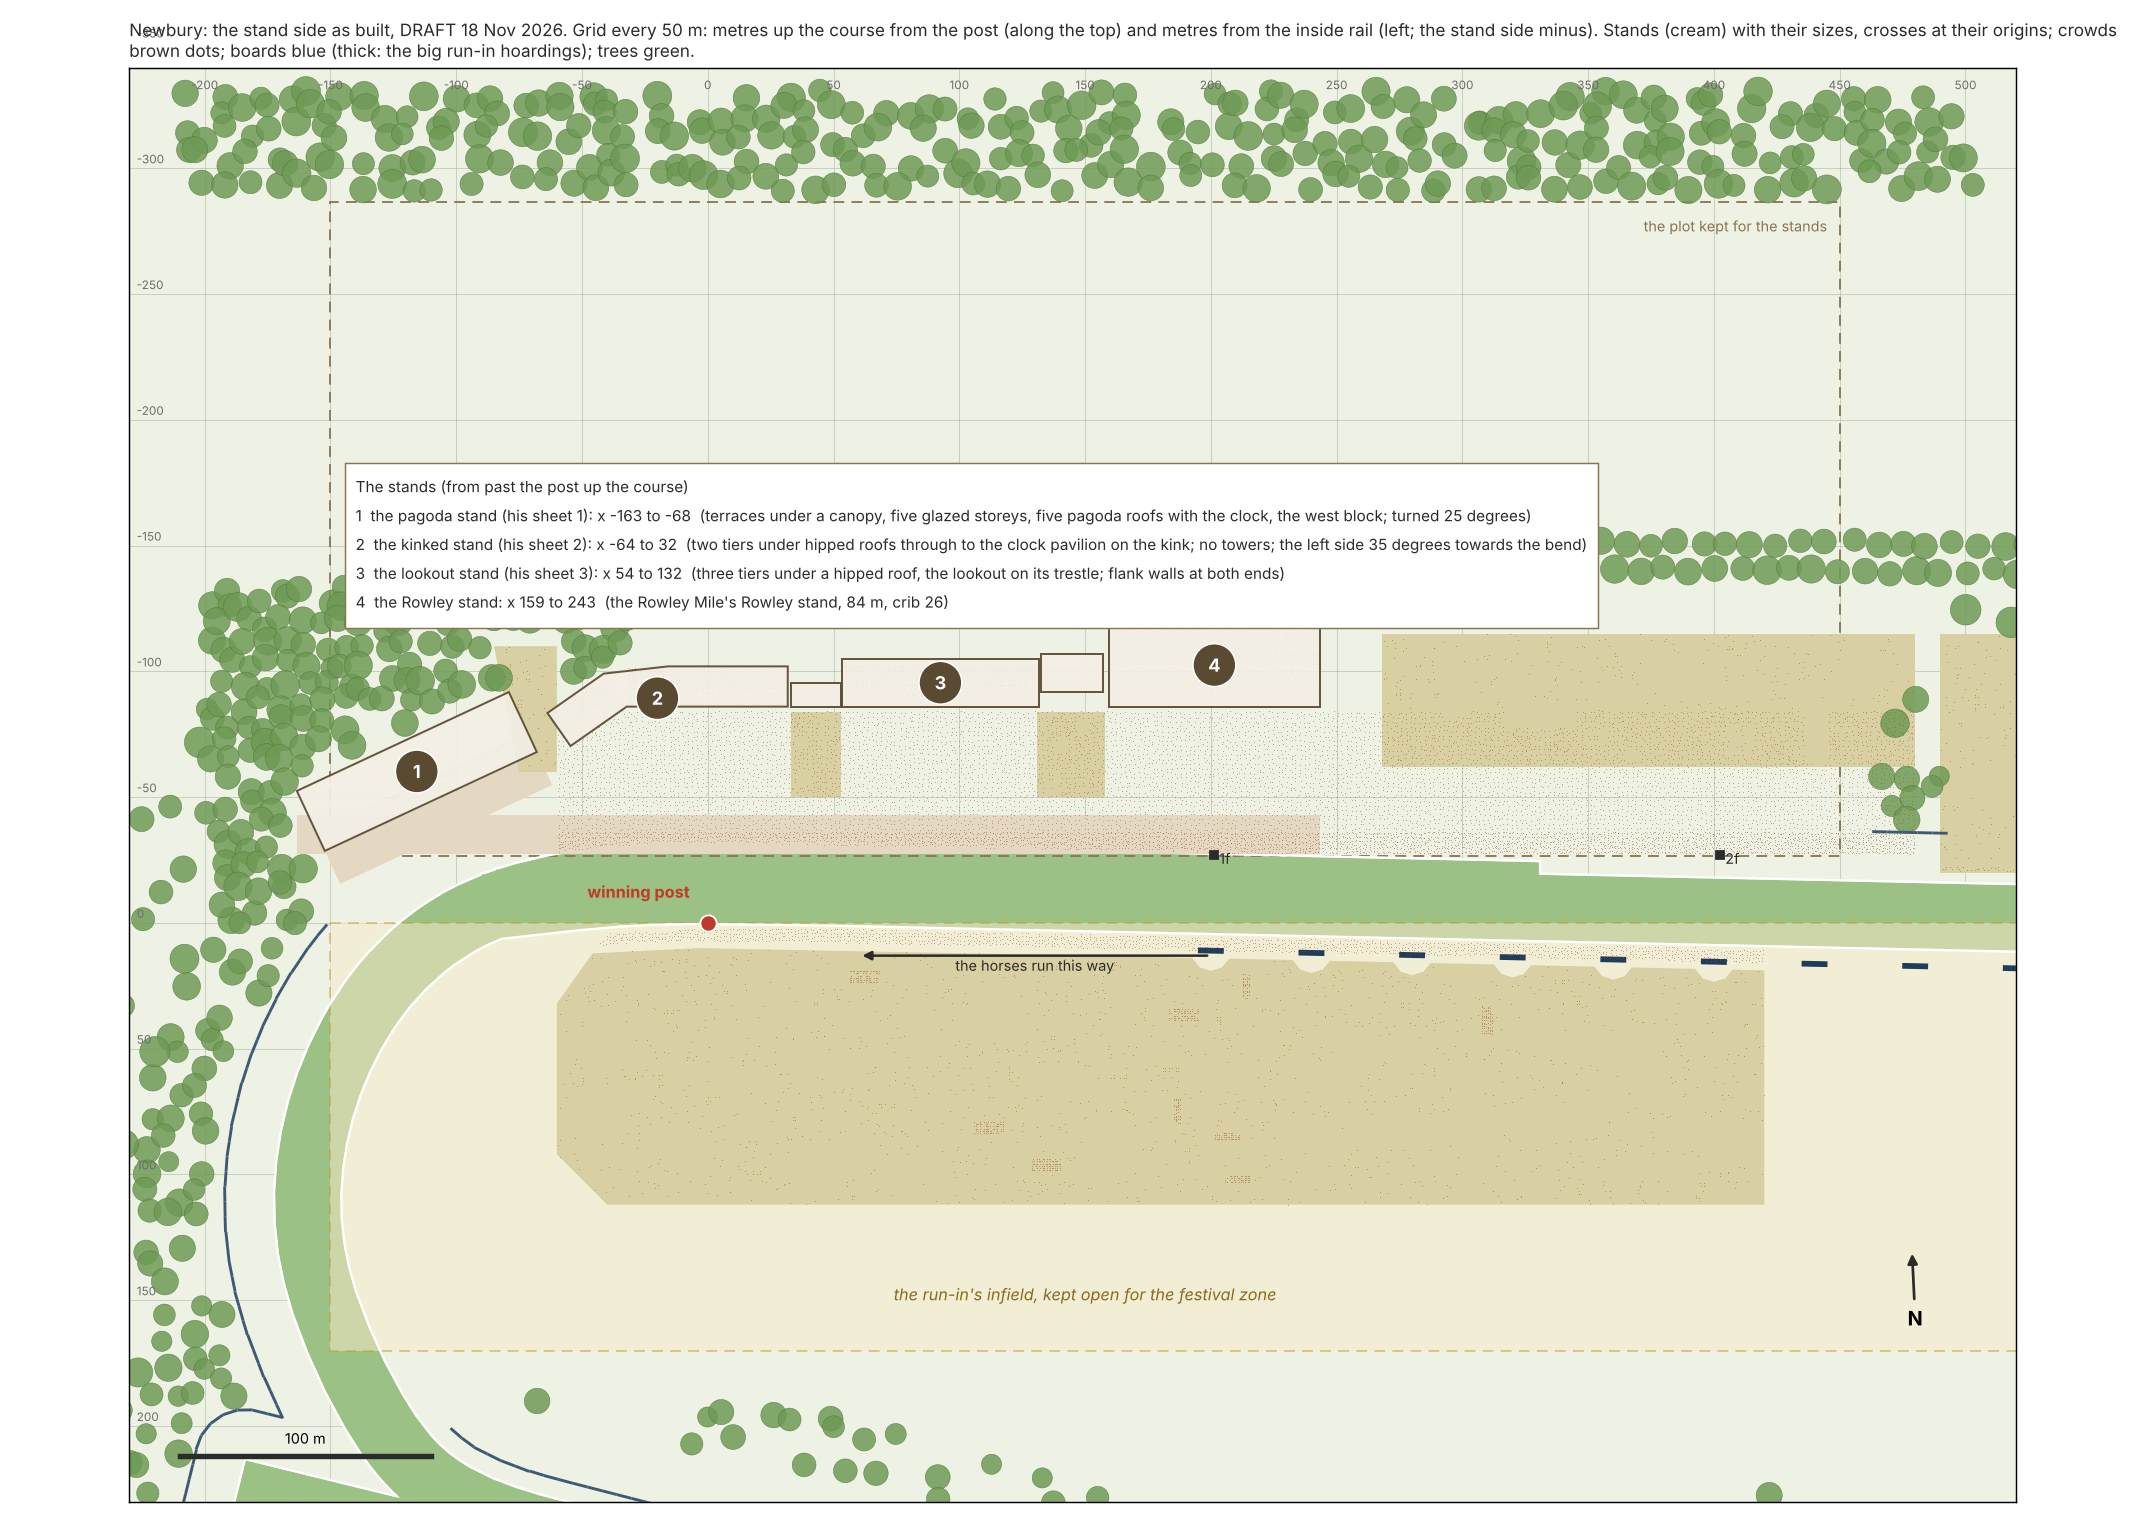 Newbury: the stand side as built, DRAFT 18 Nov 2026. Grid every 50 m: metres up the course from the post (along the top) and metres from the inside rail (left; the stand side minus). Stands (cream) with their sizes, crosses at their origins; crowds
brown dots; boards blue (thick: the big run-in hoardings); trees green.
-200 -150 -100 -50 0 50 100 150 200 250 300 350 400 450 500
-300
the plot kept for the stands
-250
-200
The stands (from past the post up the course)
1 the pagoda stand (his sheet 1): x -163 to -68 (terraces under a canopy, five glazed storeys, five pagoda roofs with the clock, the west block; turned 25 degrees)
-150
2 the kinked stand (his sheet 2): x -64 to 32 (two tiers under hipped roofs through to the clock pavilion on the kink; no towers; the left side 35 degrees towards the bend)
3 the lookout stand (his sheet 3): x 54 to 132 (three tiers under a hipped roof, the lookout on its trestle; flank walls at both ends)
4 the Rowley stand: x 159 to 243 (the Rowley Mile's Rowley stand, 84 m, crib 26)
-100
4
3
2
1
-50
1f
2f
winning post
0
the horses run this way
50
100
150
the run-in's infield, kept open for the festival zone
N
200
100 m